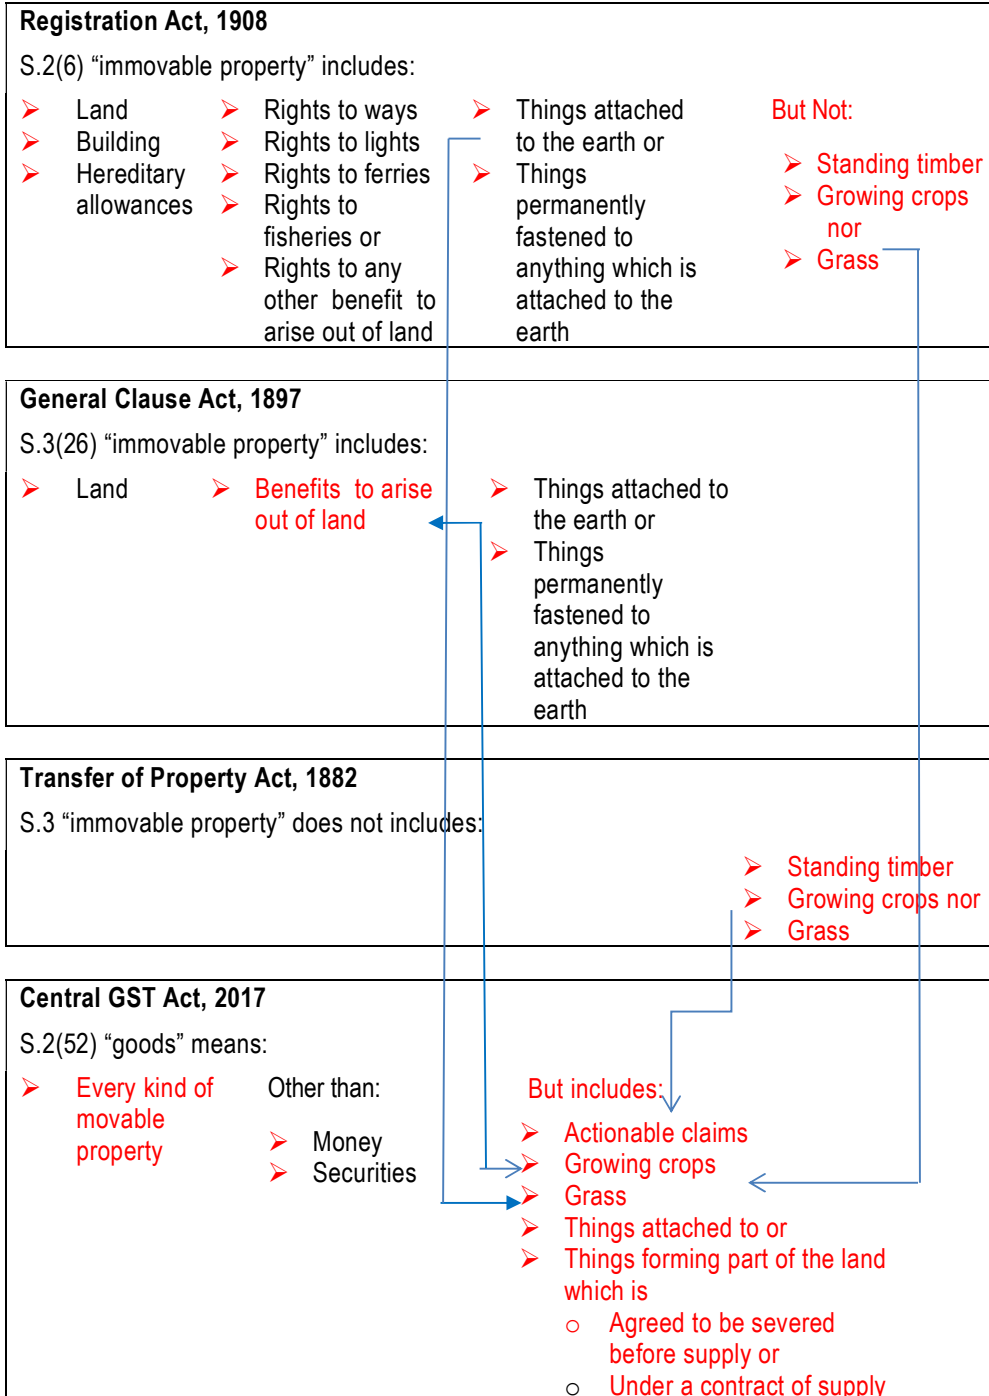 Registration Act, 1908
S.2(6) “immovable property” includes:
➢ Land
➢ Building
➢ Hereditary
allowances
➢ Rights to ways
➢ Rights to lights
➢ Rights to ferries
➢ Rights to
fisheries or
➢ Rights to any
other benefit to
arise out of land
➢ Things attached
to the earth or
➢ Things
permanently
fastened to
anything which is
attached to the
earth
But Not:
➢ Standing timber
➢ Growing crops
nor
➢ Grass
General Clause Act, 1897
S.3(26) “immovable property” includes:
➢ Land
➢ Benefits to arise
out of land
➢ Things attached to
the earth or
➢ Things
permanently
fastened to
anything which is
attached to the
earth
Transfer of Property Act, 1882
S.3 “immovable property” does not includes:
➢ Standing timber
➢ Growing crops nor
➢ Grass
Central GST Act, 2017
S.2(52) “goods” means:
➢ Every kind of
movable
property
Other than:
➢ Money
➢ Securities
But includes:
➢ Actionable claims
➢ Growing crops
➢ Grass
➢ Things attached to or
➢ Things forming part of the land
which is
o Agreed to be severed
before supply or
o Under a contract of supply